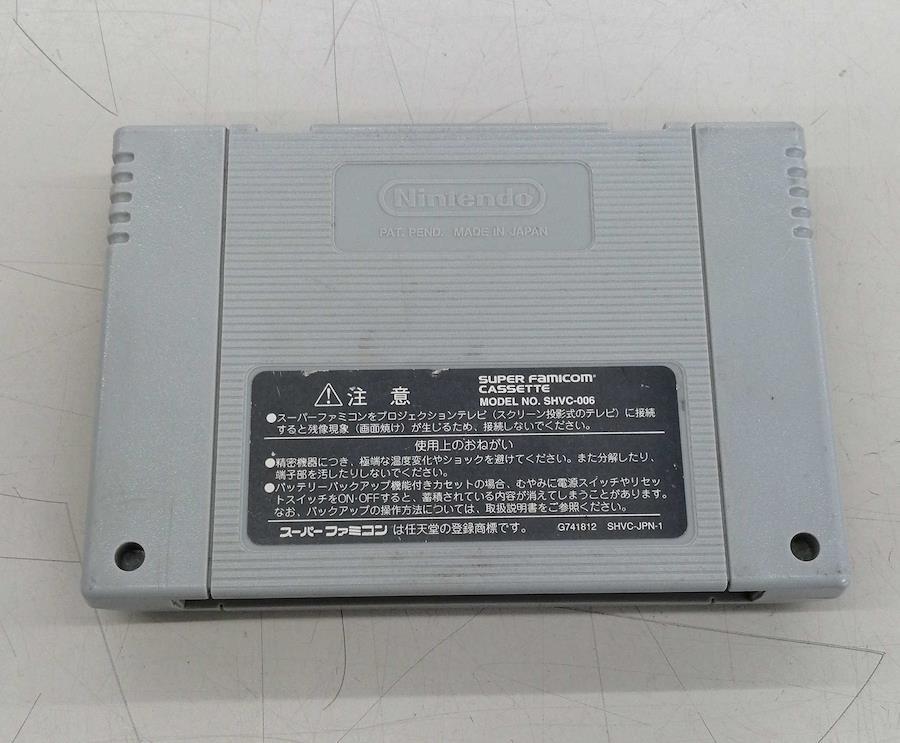 Nintendo
PAT. PEND. MADE IN JAPAN
⚠注 意
SUPER FAMICOM
CASSETTE
MODEL NO. SHVC-006
●スーパーファミコンをプロジェクションテレビ（スクリーン投影式のテレビ）に接続
すると残像現象（画面焼け）が生じるため、接続しないでください。
使用上のおねがい
●精密機器につき、極端な温度変化やショックを避けてください。また分解したり、
端子部を汚したりしないでください。
●バッテリーバックアップ機能付きカセットの場合、むやみに電源スイッチやリセッ
トスイッチをON・OFFすると、蓄積されている内容が消えてしまうことがあります。
なお、バックアップの操作方法については、取扱説明書をご参照ください。
スーパーファミコン は任天堂の登録商標です。 G741812 SHVC-JPN-1